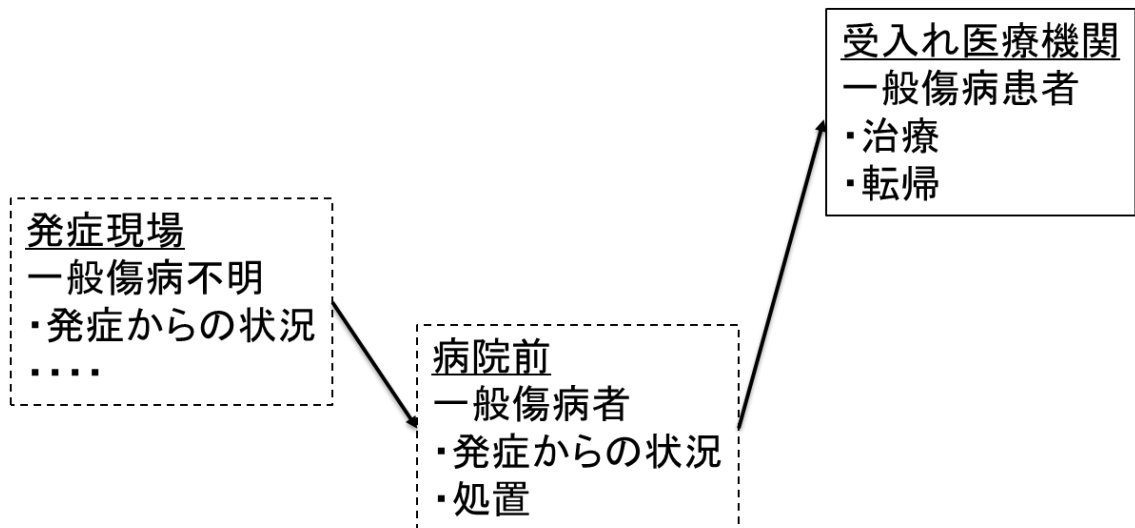 発症現場
一般傷病不明
・発症からの状況
・・・・
病院前
一般傷病者
・発症からの状況
・処置
受入れ医療機関
一般傷病患者
・治療
・転帰